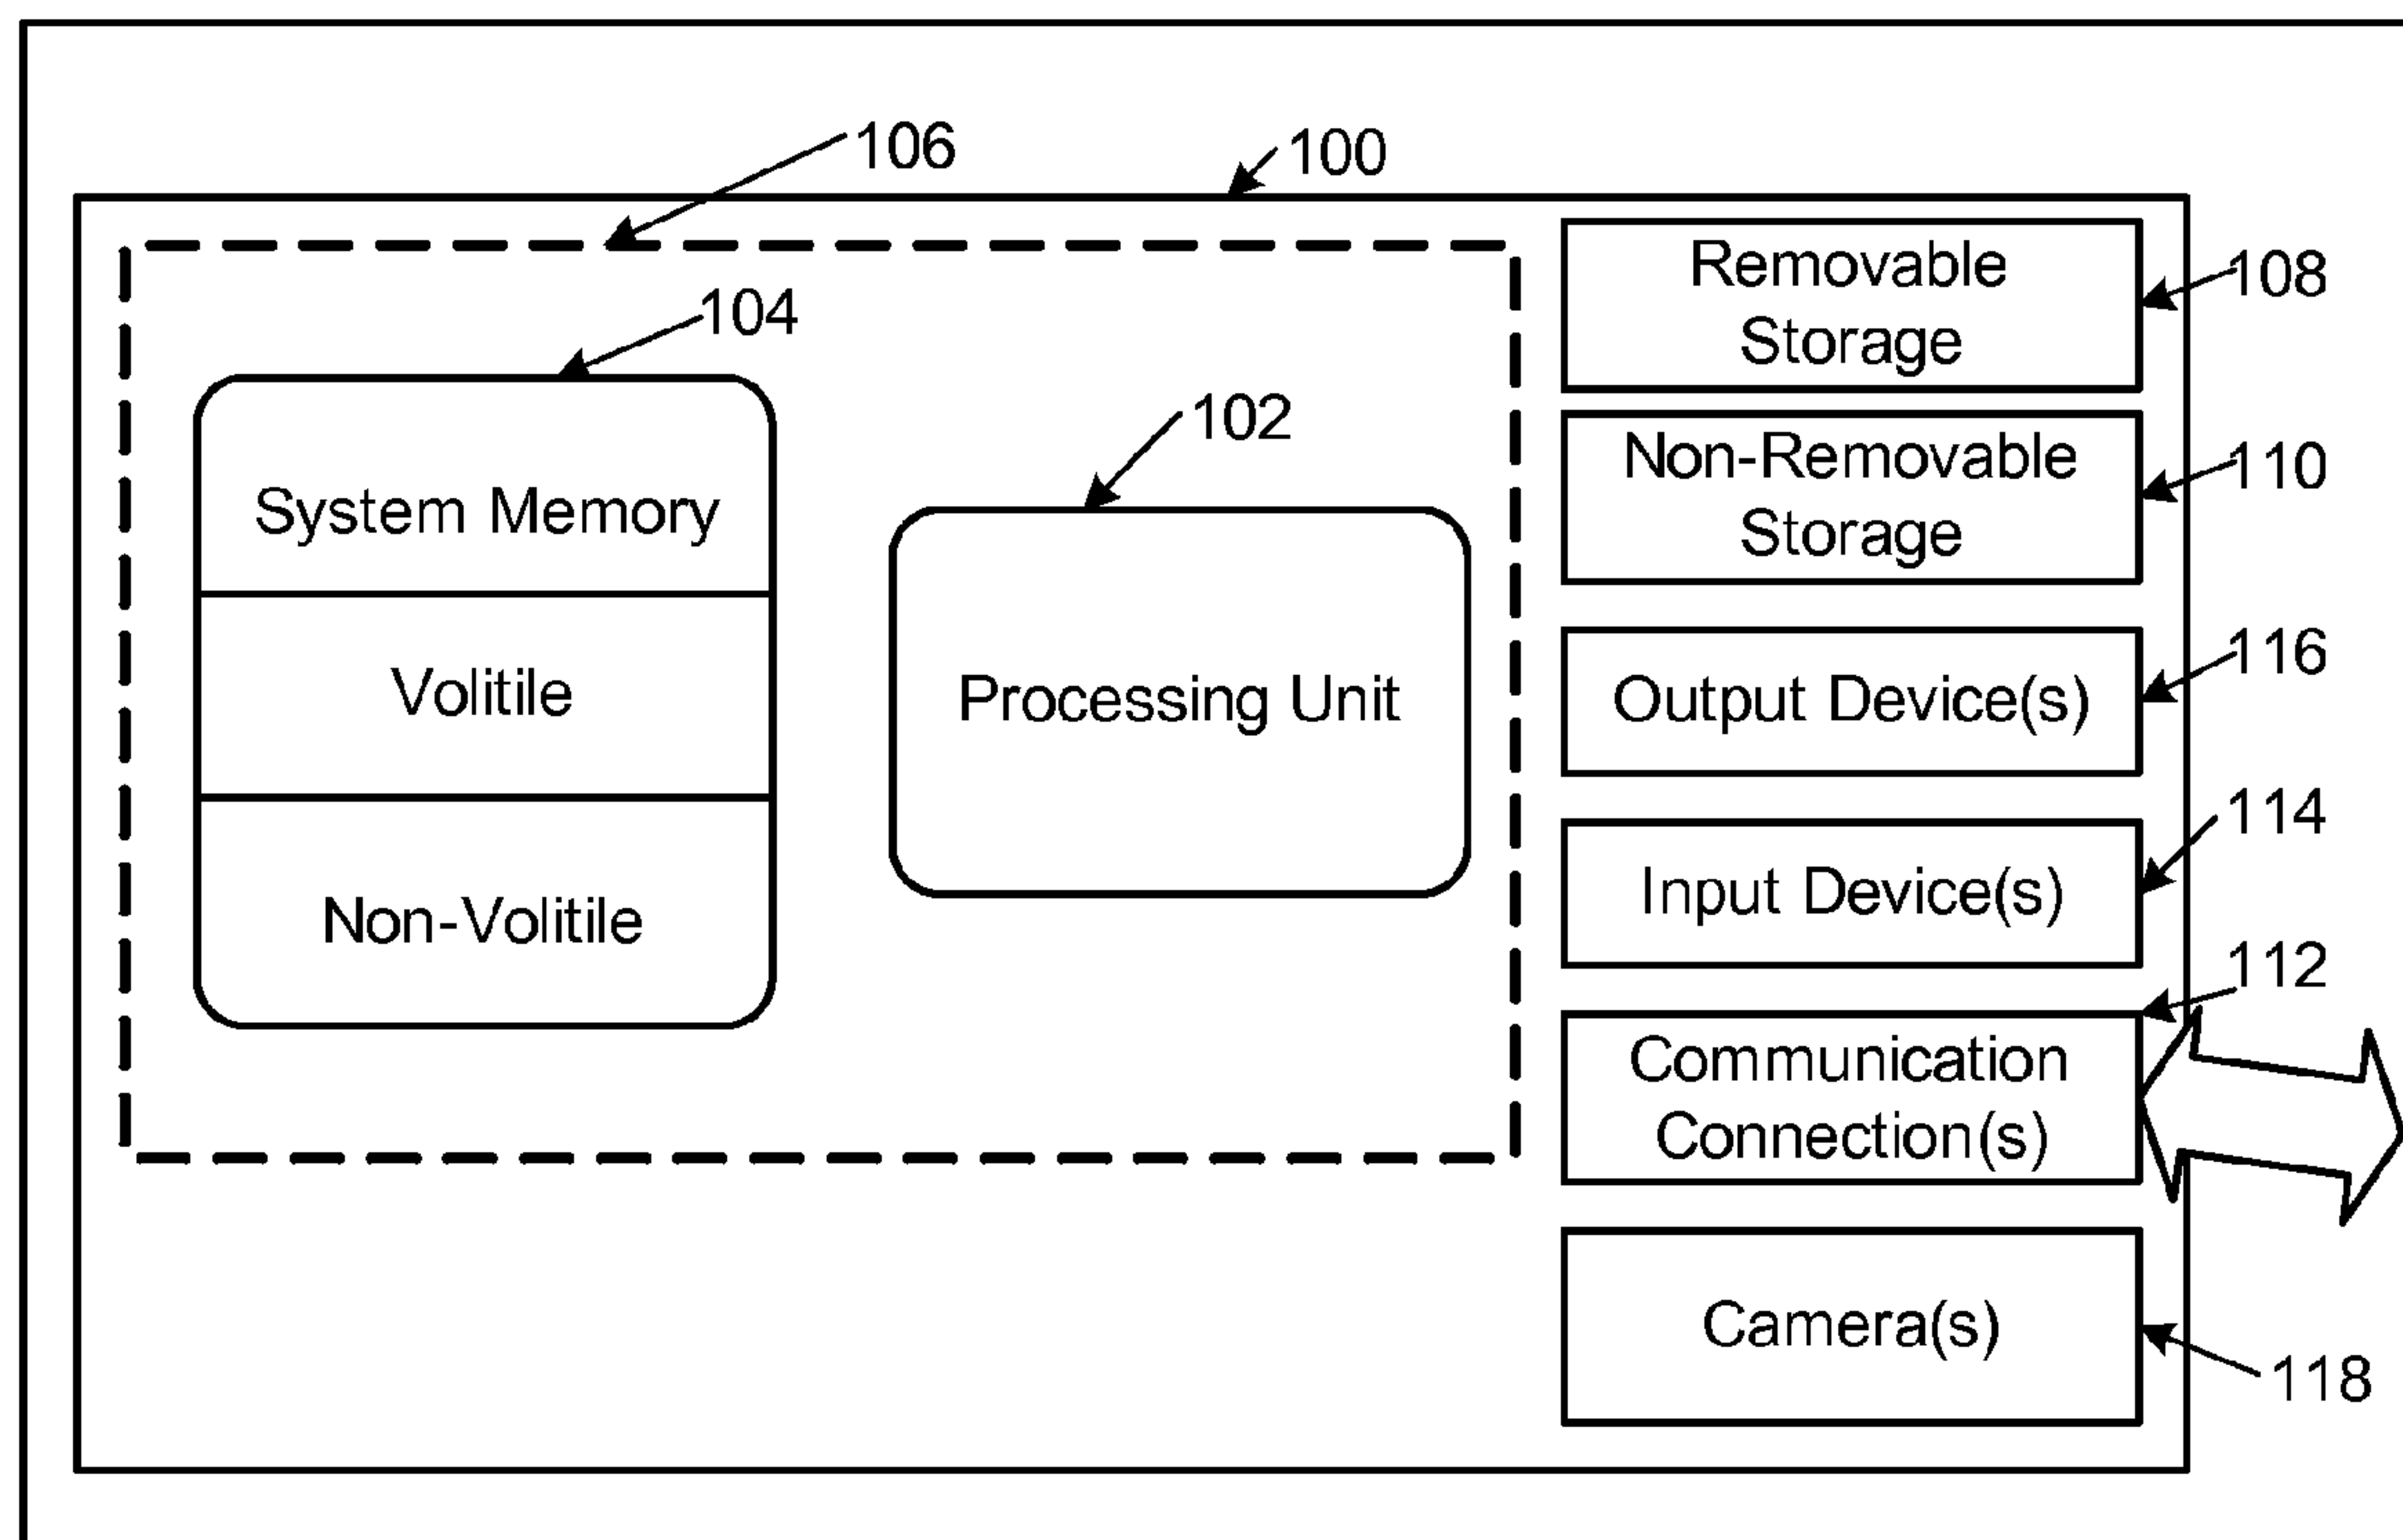 106
100
Removable
Storage
108
104
102
Non-Removable
Storage
110
System Memory
Volitile
Non-Volitile
Processing Unit
Output Device(s)
116
Input Device(s)
114
112
Communication
Connection(s)
Camera(s)
118